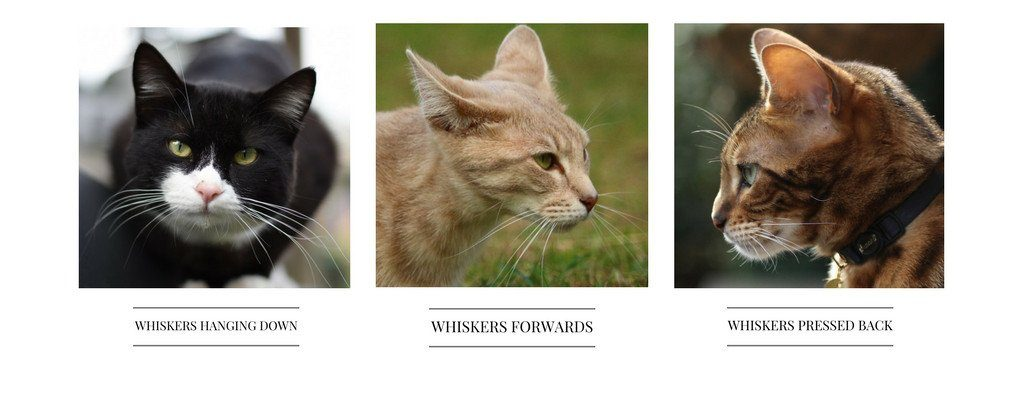 WHISKERS HANGING DOWN
WHISKERS FORWARDS
WHISKERS PRESSED BACK